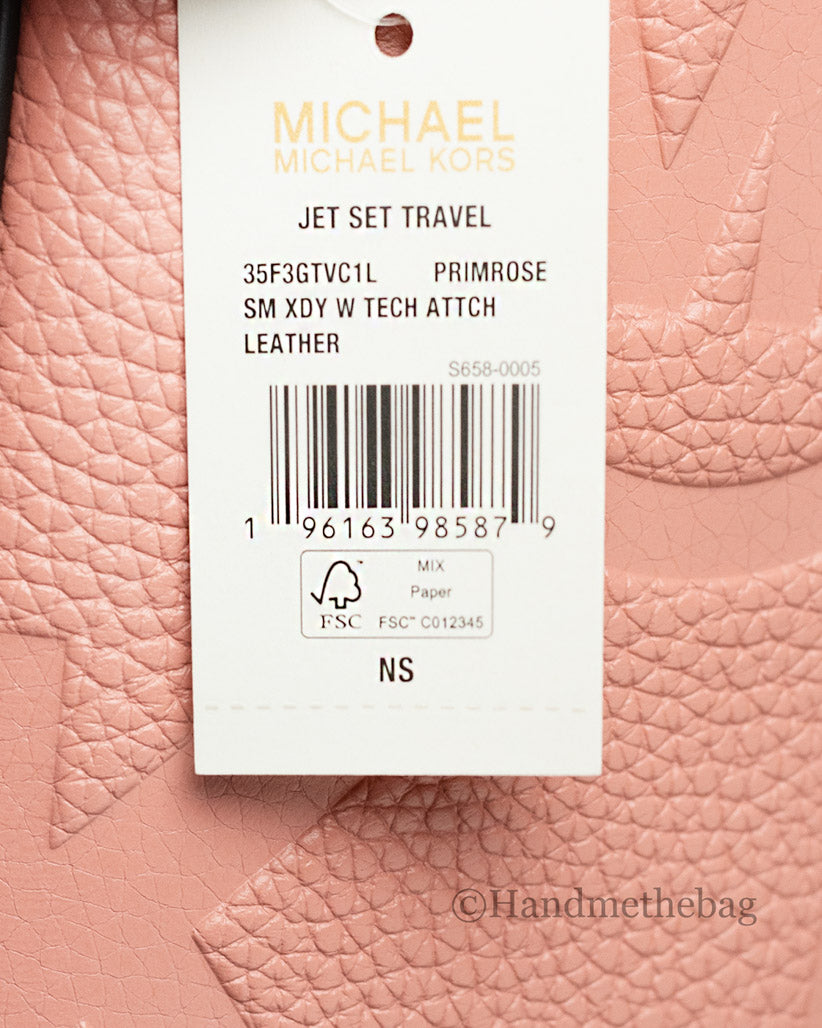 MICHAEL
MICHAEL KORS
JET SET TRAVEL
35F3GTVC1L PRIMROSE
SM XDY W TECH ATTCH
LEATHER
S658-0005
1 96163 98587 9
MIX
Paper
FSC™ C012345
FSC
NS
©Handmethebag